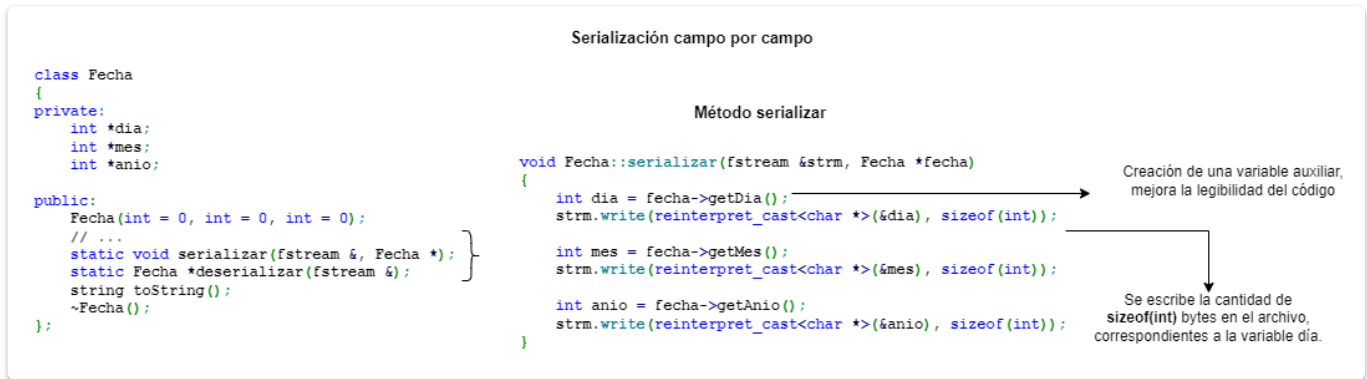 Serialización campo por campo
class Fecha
{
private:
    int *dia;
    int *mes;
    int *anio;
public:
    Fecha(int = 0, int = 0, int = 0);
    // ...
    static void serializar(fstream &, Fecha *);
    static Fecha *deserializar(fstream &);
    string toString();
    ~Fecha();
};
Método serializar
void Fecha::serializar(fstream &strm, Fecha *fecha)
{
    int dia = fecha->getDia();
    strm.write(reinterpret_cast<char *>(&dia), sizeof(int));
    int mes = fecha->getMes();
    strm.write(reinterpret_cast<char *>(&mes), sizeof(int));
    int anio = fecha->getAnio();
    strm.write(reinterpret_cast<char *>(&anio), sizeof(int));
}
Creación de una variable auxiliar,
mejora la legibilidad del código
Se escribe la cantidad de
sizeof(int) bytes en el archivo,
correspondientes a la variable día.